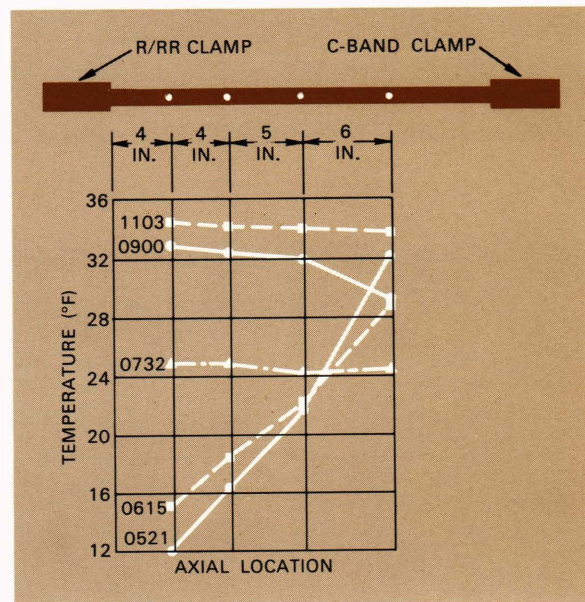 R/RR CLAMP
C-BAND CLAMP
4 IN.
4 IN.
5 IN.
6 IN.
36
1103
0900
32
28
TEMPERATURE (°F)
0732
24
20
16
0615
0521
12
AXIAL LOCATION